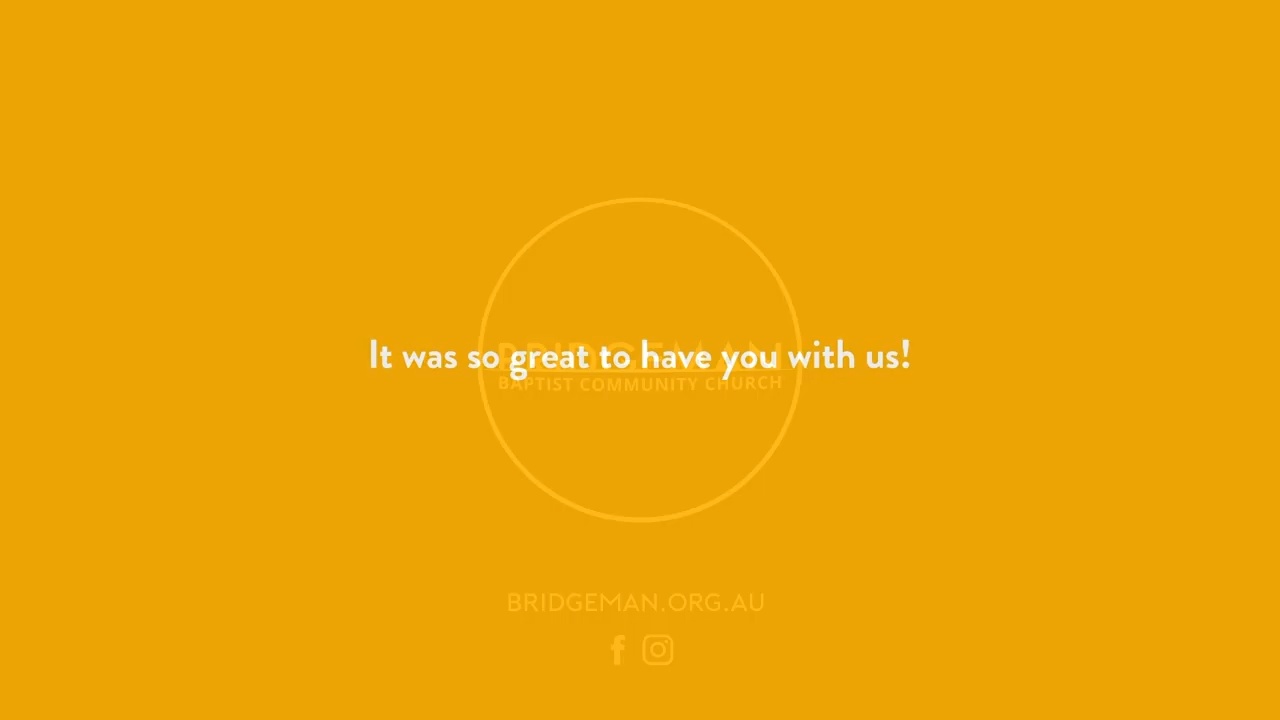 It was so great to have you with us!
BRIDGEMAN
BAPTIST COMMUNITY CHURCH
BRIDGEMAN.ORG.AU